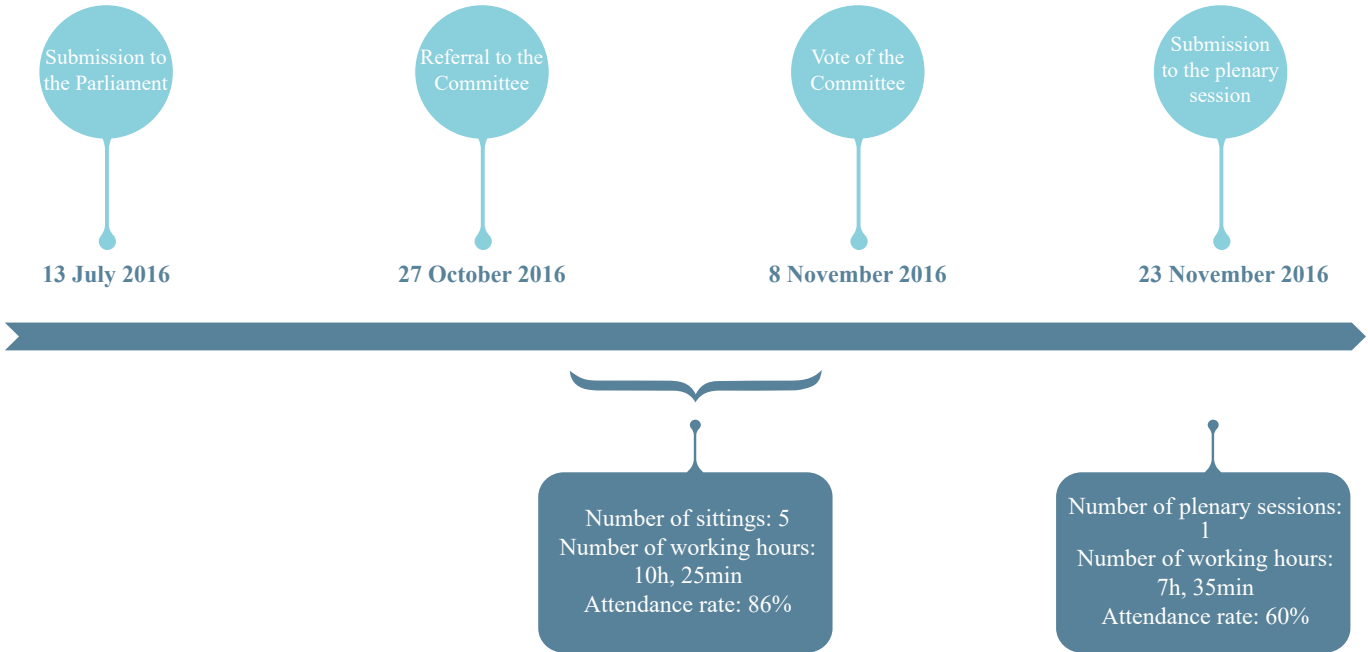 Submission to
the Parliament
Referral to the
Committee
Vote of the
Committee
Submission
to the plenary
session
13 July 2016
27 October 2016
8 November 2016
23 November 2016
Number of sittings: 5
Number of working hours:
10h, 25min
Attendance rate: 86%
Number of plenary sessions:
1
Number of working hours:
7h, 35min
Attendance rate: 60%